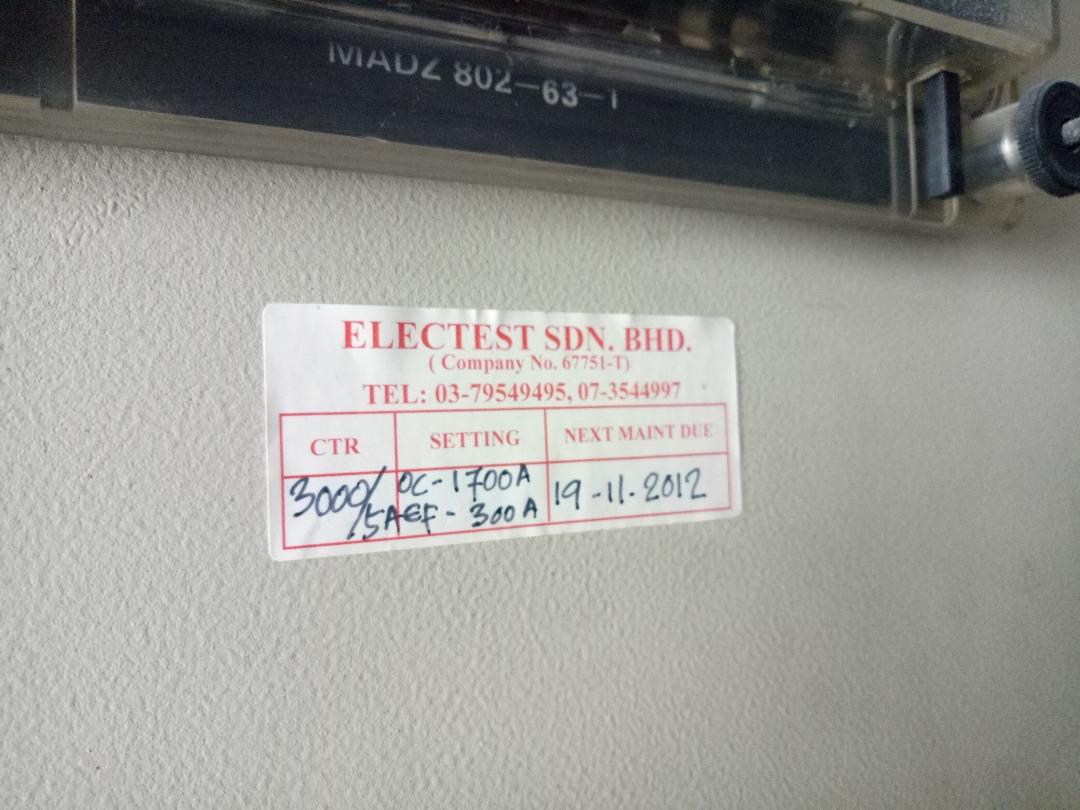 MADZ 802-63-1
ELECTEST SDN. BHD.
( Company No. 67751-T)
TEL: 03-79549495, 07-3544997
CTR SETTING NEXT MAINT DUE
3000/5A OC-1700A 19-11-2012
EF- 300A